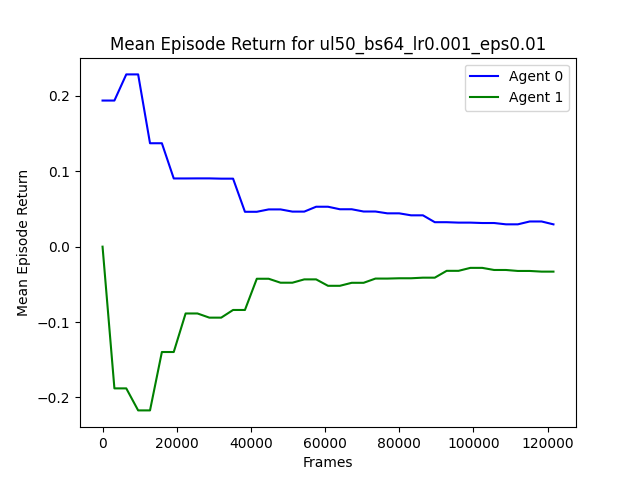 Mean Episode Return for ul50_bs64_lr0.001_eps0.01
Agent 0
Agent 1
Mean Episode Return
0.2
0.1
0.0
−0.1
−0.2
0 20000 40000 60000 80000 100000 120000
Frames